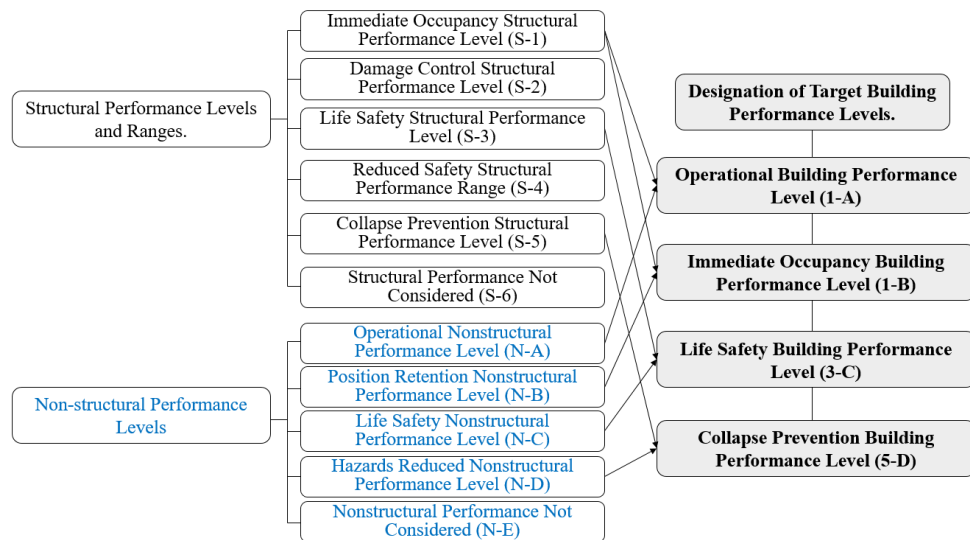 Structural Performance Levels
and Ranges.
Immediate Occupancy Structural
Performance Level (S-1)
Damage Control Structural
Performance Level (S-2)
Life Safety Structural Performance
Level (S-3)
Reduced Safety Structural
Performance Range (S-4)
Collapse Prevention Structural
Performance Level (S-5)
Structural Performance Not
Considered (S-6)
Non-structural Performance
Levels
Operational Nonstructural
Performance Level (N-A)
Position Retention Nonstructural
Performance Level (N-B)
Life Safety Nonstructural
Performance Level (N-C)
Hazards Reduced Nonstructural
Performance Level (N-D)
Nonstructural Performance Not
Considered (N-E)
Designation of Target Building
Performance Levels.
Operational Building Performance
Level (1-A)
Immediate Occupancy Building
Performance Level (1-B)
Life Safety Building Performance
Level (3-C)
Collapse Prevention Building
Performance Level (5-D)